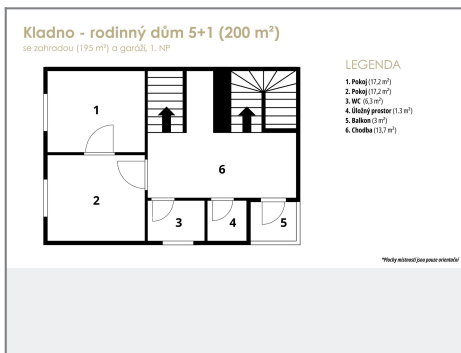 Kladno - rodinný dům 5+1 (200 m²)
se zahradou (195 m²) a garáží, 1. NP
LEGENDA
1. Pokoj (17,2 m²)
2. Pokoj (17,2 m²)
3. WC (6,3 m²)
4. Úložný prostor (1.3 m²)
5. Balkon (3 m²)
6. Chodba (13,7 m²)
1
2
6
3
4
5
*Plochy místností jsou pouze orientační